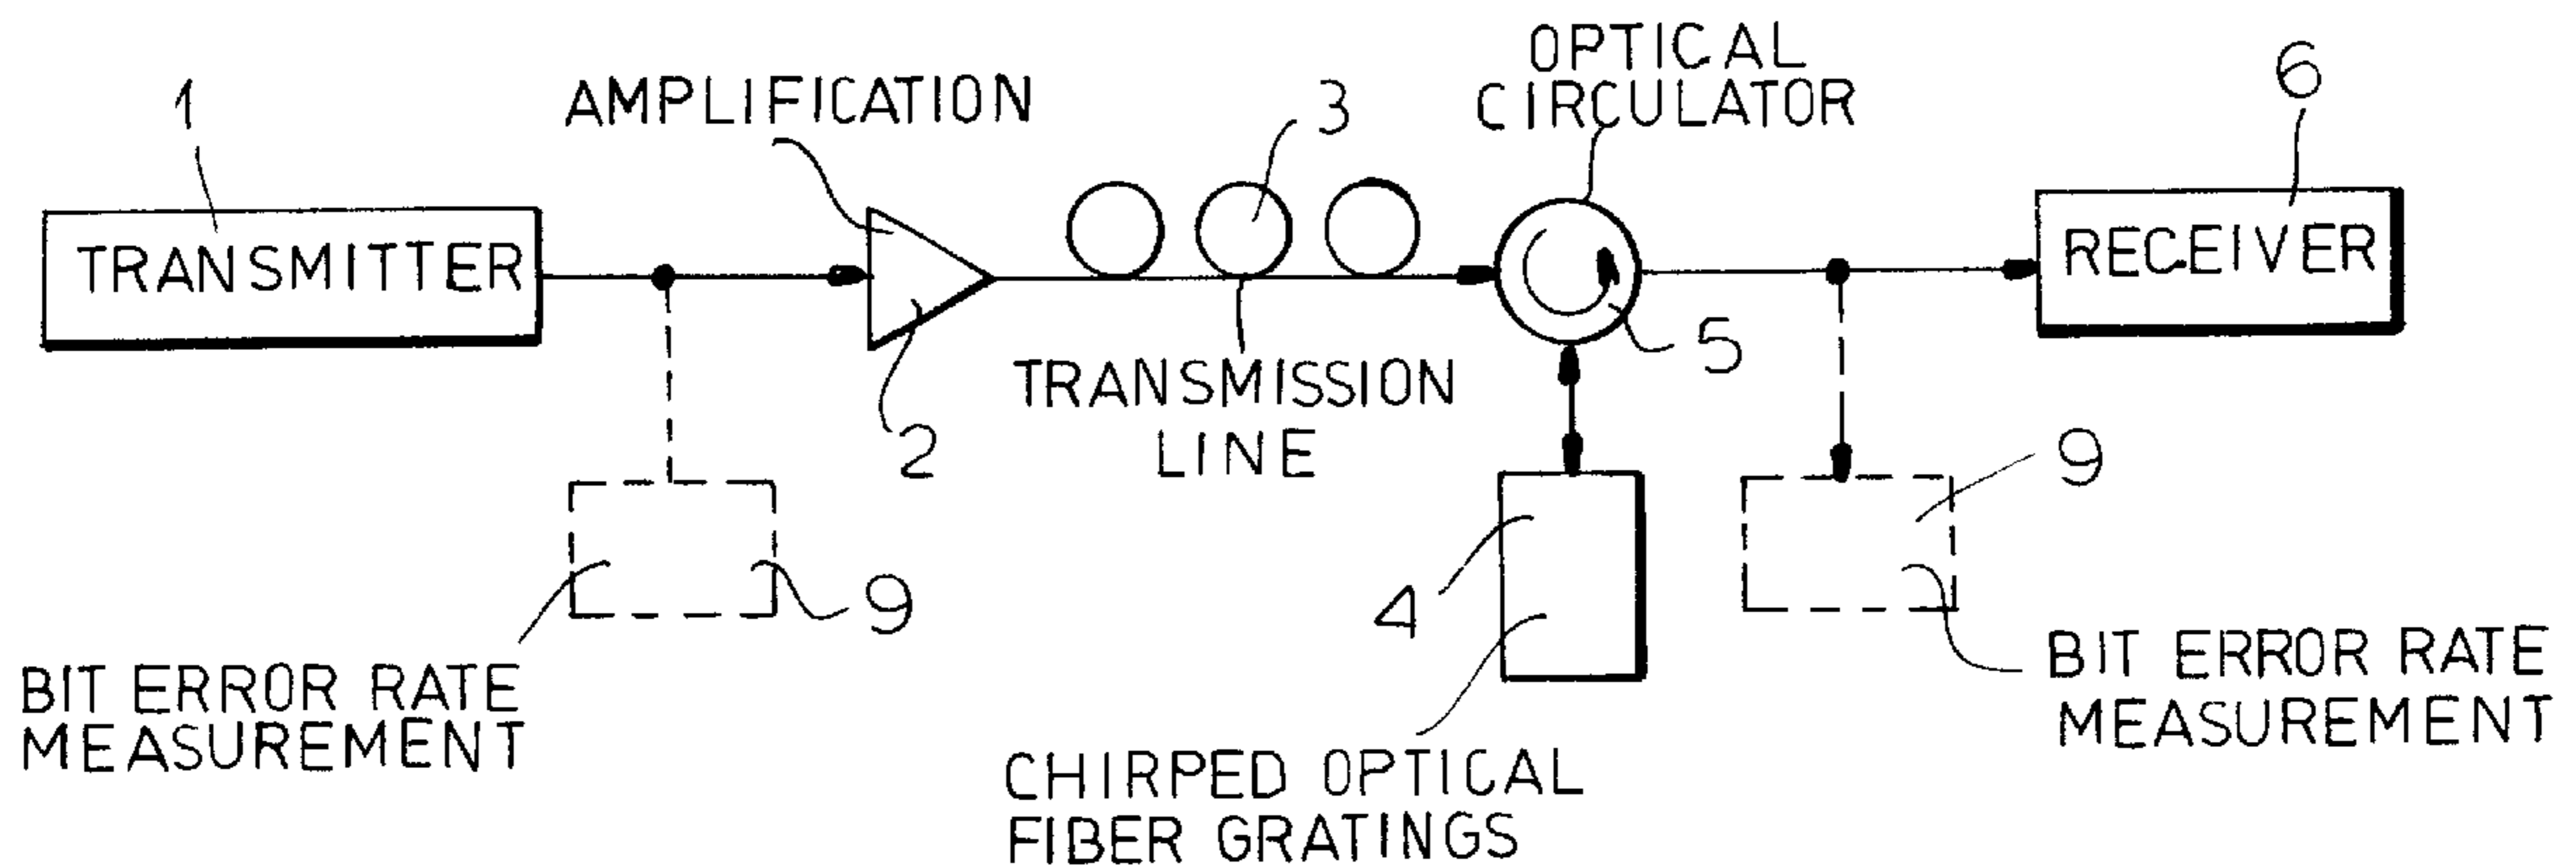 OPTICAL
CIRCULATOR
AMPLIFICATION
1
3
6
TRANSMITTER
RECEIVER
2
5
TRANSMISSION
LINE
9
9
4
BIT ERROR RATE
MEASUREMENT
BIT ERROR RATE
MEASUREMENT
CHIRPED OPTICAL
FIBER GRATINGS